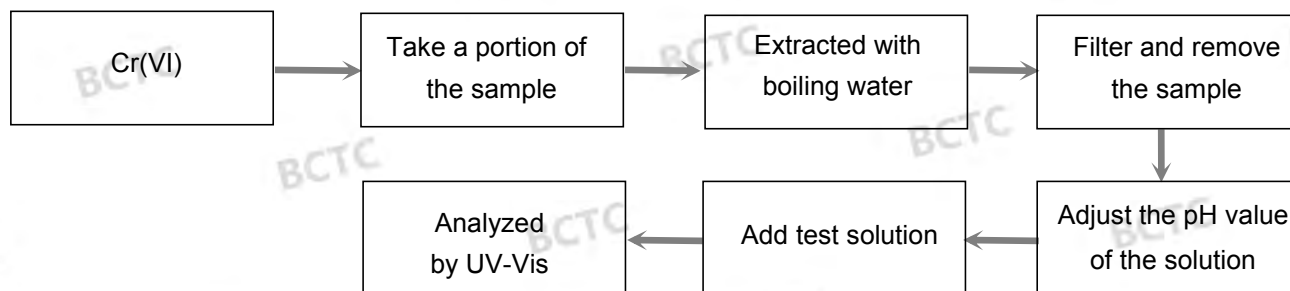 Cr(VI)
Take a portion of
the sample
Extracted with
boiling water
Filter and remove
the sample
Adjust the pH value
of the solution
Add test solution
Analyzed
by UV-Vis
BCTC
BCTC
BCTC
BCTC
BCTC
BCTC